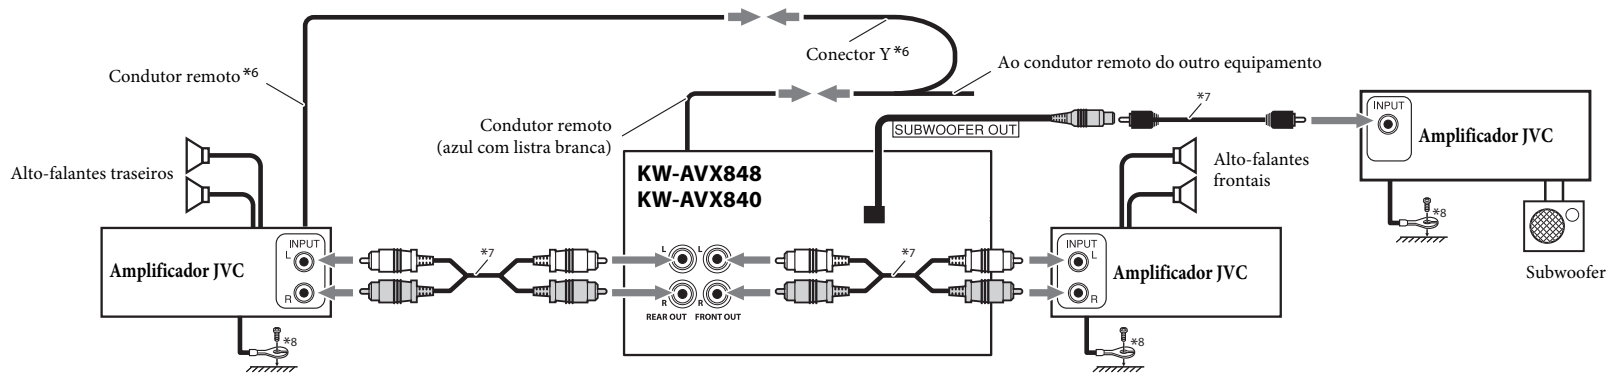 Conector Y*6
Condutor remoto*6
Ao condutor remoto do outro equipamento
*7
Condutor remoto
(azul com listra branca)
SUBWOOFER OUT
INPUT
Amplificador JVC
Alto-falantes traseiros
KW-AVX848
KW-AVX840
Alto-falantes
frontais
*8
Subwoofer
INPUT
L
R
Amplificador JVC
*7
L
L
R
R
REAR OUT
FRONT OUT
*7
INPUT
L
R
Amplificador JVC
*8
*8